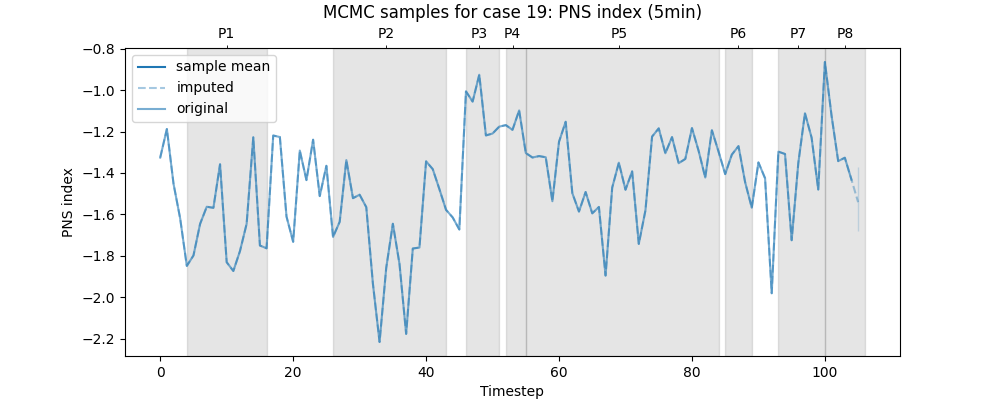 MCMC samples for case 19: PNS index (5min)
P1 P2 P3 P4 P5 P6 P7 P8
sample mean
imputed
original
−0.8
−1.0
−1.2
−1.4
−1.6
−1.8
−2.0
−2.2
PNS index
0 20 40 60 80 100
Timestep